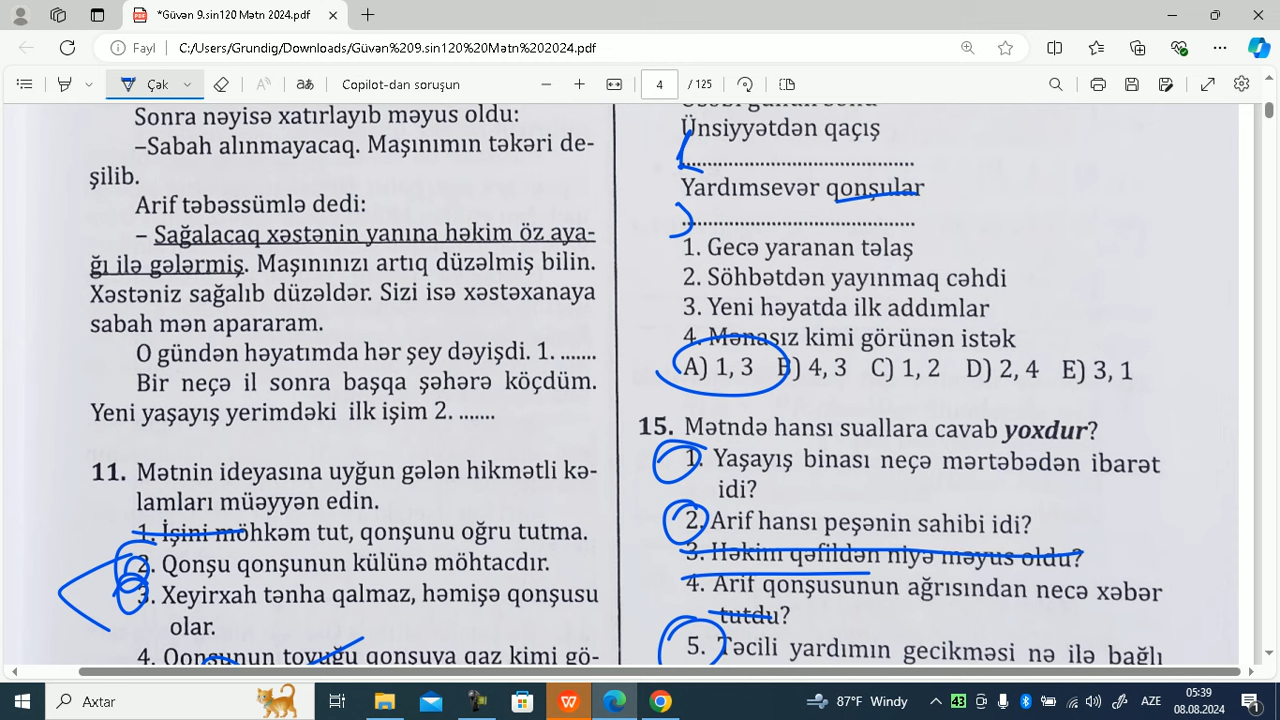 *Güvən 9.sin120 Mətn 2024.pdf
Fayl
C:/Users/Grundig/Downloads/Güvən%209.sin120%20Mətn%202024.pdf
Çak
Copilot-dan soruşun
4
/ 125
Sonra nəyisə xatırlayıb məyus oldu:
–Sabah alınmayacaq. Maşınımın təkəri de-
şilib.
Arif təbəssümlə dedi:
– Sağalacaq xəstənin yanına həkim öz aya-
ğı ilə gələrmiş. Maşınınızı artıq düzəlmiş bilin.
Xəstəniz sağalıb düzəldər. Sizi isə xəstəxanaya
sabah mən apararam.
O gündən həyatımda hər şey dəyişdi. 1. .......
Bir neçə il sonra başqa şəhərə köçdüm.
Yeni yaşayış yerimdəki ilk işim 2. .......
11. Mətnin ideyasına uyğun gələn hikmətli kə-
lamları müəyyən edin.
1. İşini möhkəm tut, qonşunu oğru tutma.
2. Qonşu qonşunun külünə möhtacdır.
3. Xeyirxah tənha qalmaz, həmişə qonşusu
olar.
4. Qonşunun toyuğu qonşuya qaz kimi gö-
Ünsiyyətdən qaçış
..........................................
Yardımsevər qonşular
..........................................
1. Gecə yaranan təlaş
2. Söhbətdən yayınmaq cəhdi
3. Yeni həyatda ilk addımlar
4. Mənasız kimi görünən istək
A) 1, 3 B) 4, 3 C) 1, 2 D) 2, 4 E) 3, 1
15. Mətndə hansı suallara cavab yoxdur?
1. Yaşayış binası neçə mərtəbədən ibarət
idi?
2. Arif hansı peşənin sahibi idi?
3. Həkim qəfildən niyə məyus oldu?
4. Arif qonşusunun ağrısından necə xəbər
tutdu?
5. Təcili yardımın gecikməsi nə ilə bağlı
Axtar
87°F Windy
43
AZE
05:39
08.08.2024